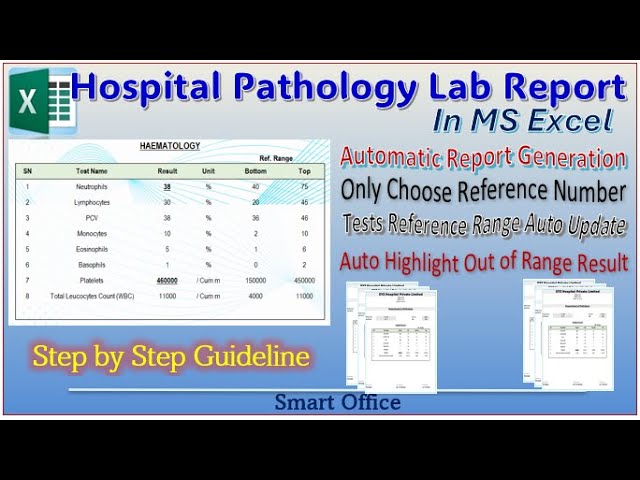 X
Hospital Pathology Lab Report
In MS Excel
HAEMATOLOGY
Ref. Range
SN Test Name Result Unit Bottom Top
1 Neutrophils 38 % 40 75
2 Lymphocytes 30 % 20 45
3 PCV 38 % 36 46
4 Monocytes 10 % 2 10
5 Eosinophils 5 % 1 6
6 Basophils 1 % 0 2
7 Platelets 460000 / Cum m 150000 450000
8 Total Leucocytes Count (WBC) 11000 / Cum m 4000 11000
Automatic Report Generation
Only Choose Reference Number
Tests Reference Range Auto Update
Auto Highlight Out of Range Result
Step by Step Guideline
Smart Office